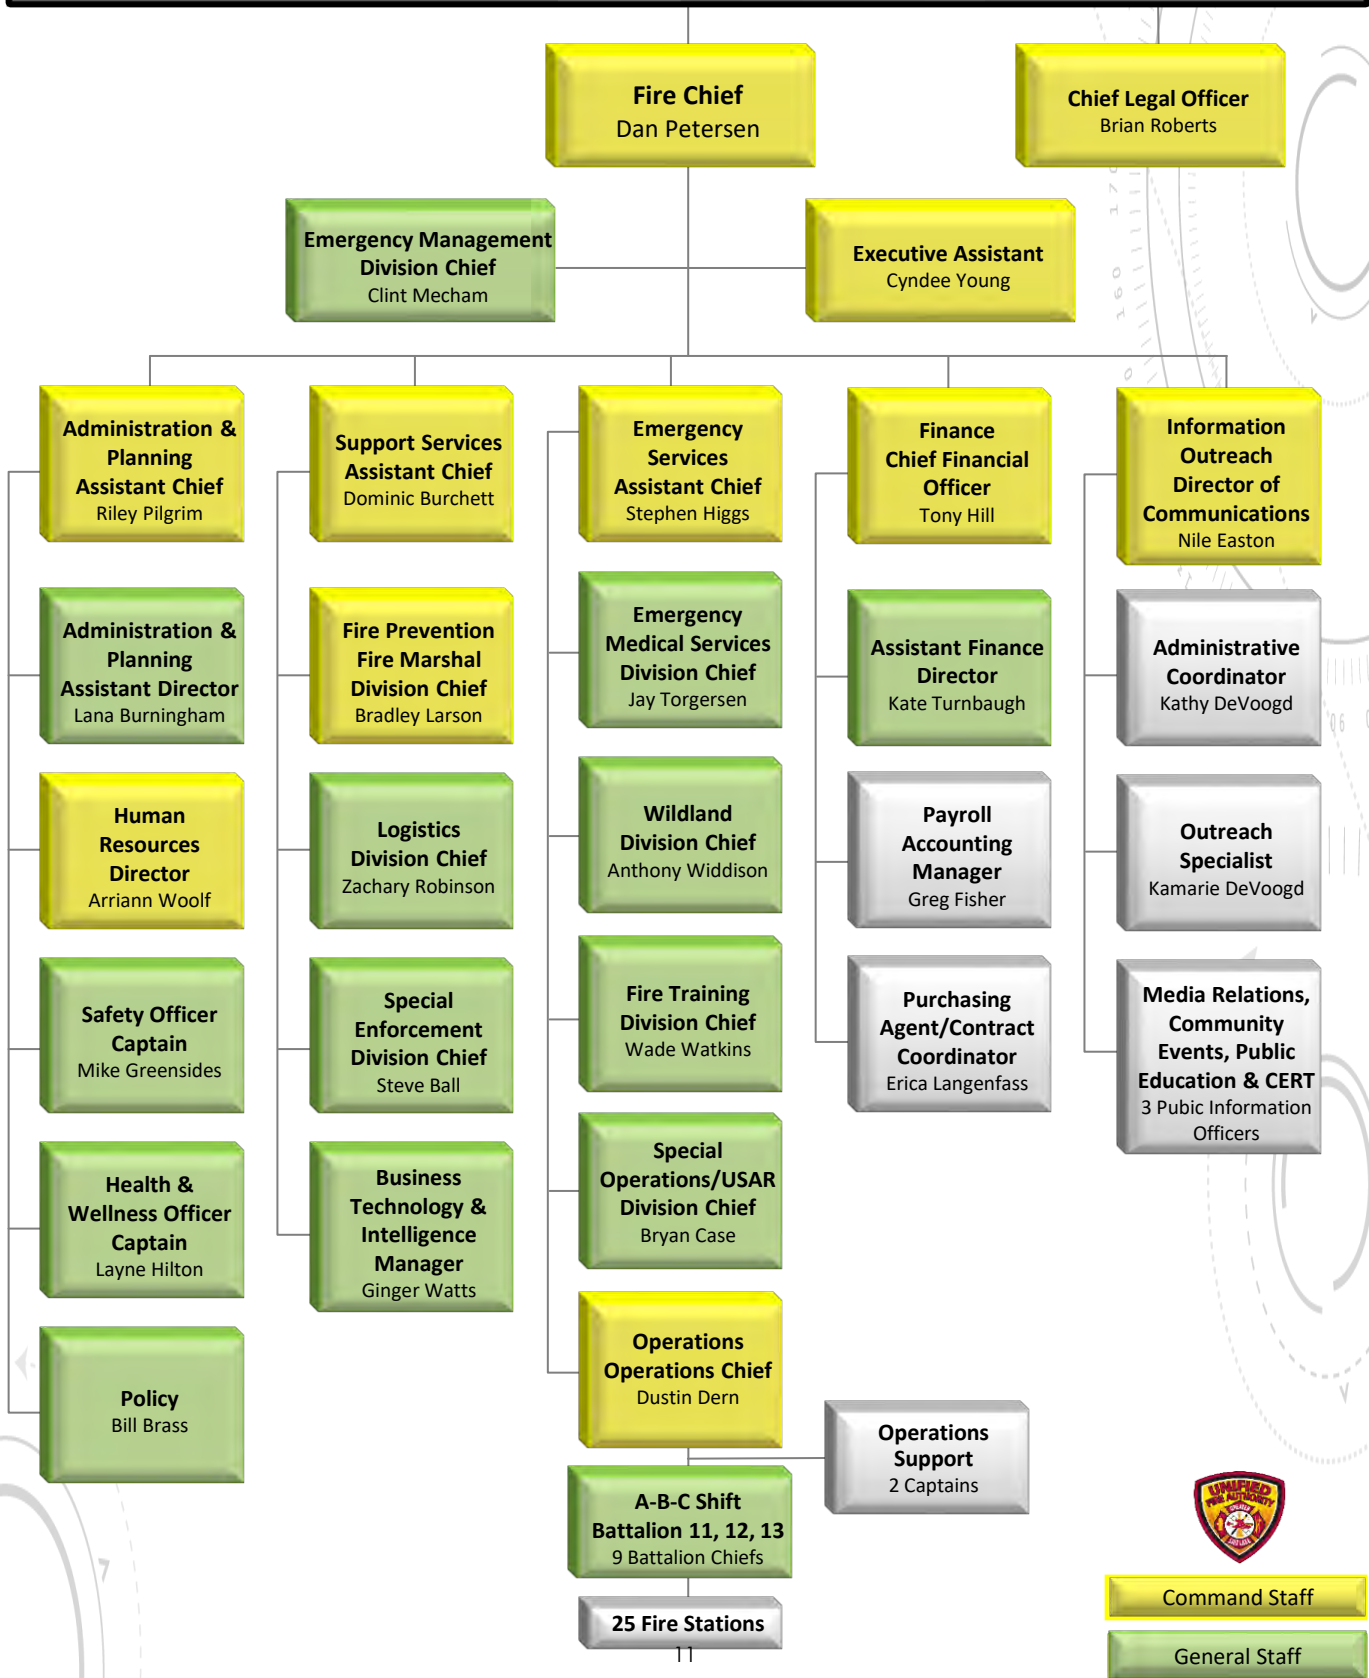 Fire Chief
Dan Petersen
Chief Legal Officer
Brian Roberts
Emergency Management
Division Chief
Clint Mecham
Executive Assistant
Cyndee Young
Administration &
Planning
Assistant Chief
Riley Pilgrim
Support Services
Assistant Chief
Dominic Burchett
Emergency
Services
Assistant Chief
Stephen Higgs
Finance
Chief Financial
Officer
Tony Hill
Information
Outreach
Director of
Communications
Nile Easton
Administration &
Planning
Assistant Director
Lana Burningham
Fire Prevention
Fire Marshal
Division Chief
Bradley Larson
Emergency
Medical Services
Division Chief
Jay Torgersen
Assistant Finance
Director
Kate Turnbaugh
Administrative
Coordinator
Kathy DeVoogd
Human
Resources
Director
Arriann Woolf
Logistics
Division Chief
Zachary Robinson
Wildland
Division Chief
Anthony Widdison
Payroll
Accounting
Manager
Greg Fisher
Outreach
Specialist
Kamarie DeVoogd
Safety Officer
Captain
Mike Greensides
Special
Enforcement
Division Chief
Steve Ball
Fire Training
Division Chief
Wade Watkins
Purchasing
Agent/Contract
Coordinator
Erica Langenfass
Media Relations,
Community
Events, Public
Education & CERT
3 Pubic Information
Officers
Health &
Wellness Officer
Captain
Layne Hilton
Business
Technology &
Intelligence
Manager
Ginger Watts
Special
Operations/USAR
Division Chief
Bryan Case
Policy
Bill Brass
Operations
Operations Chief
Dustin Dern
Operations
Support
2 Captains
A-B-C Shift
Battalion 11, 12, 13
9 Battalion Chiefs
25 Fire Stations
11
UNIFIED
FIRE AUTHORITY
GREATER
SALT LAKE
Command Staff
General Staff
170
160